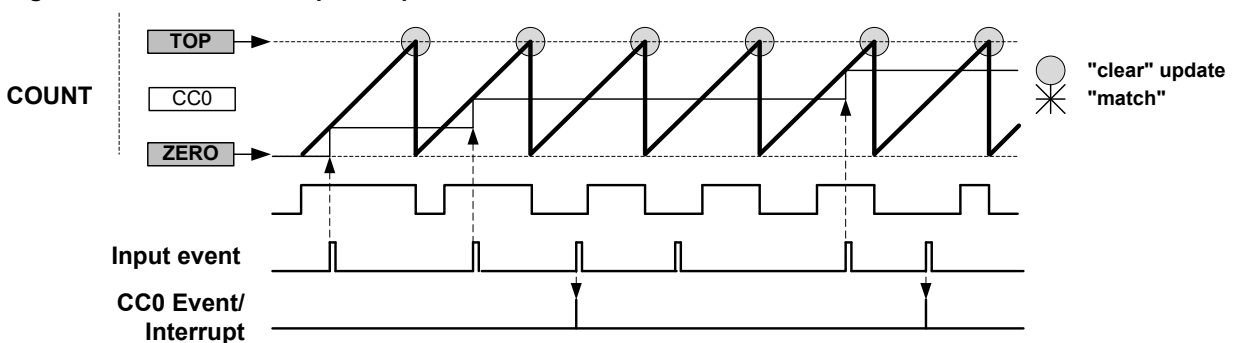 TOP
COUNT
CC0
ZERO
"clear" update
"match"
Input event
CC0 Event/
Interrupt